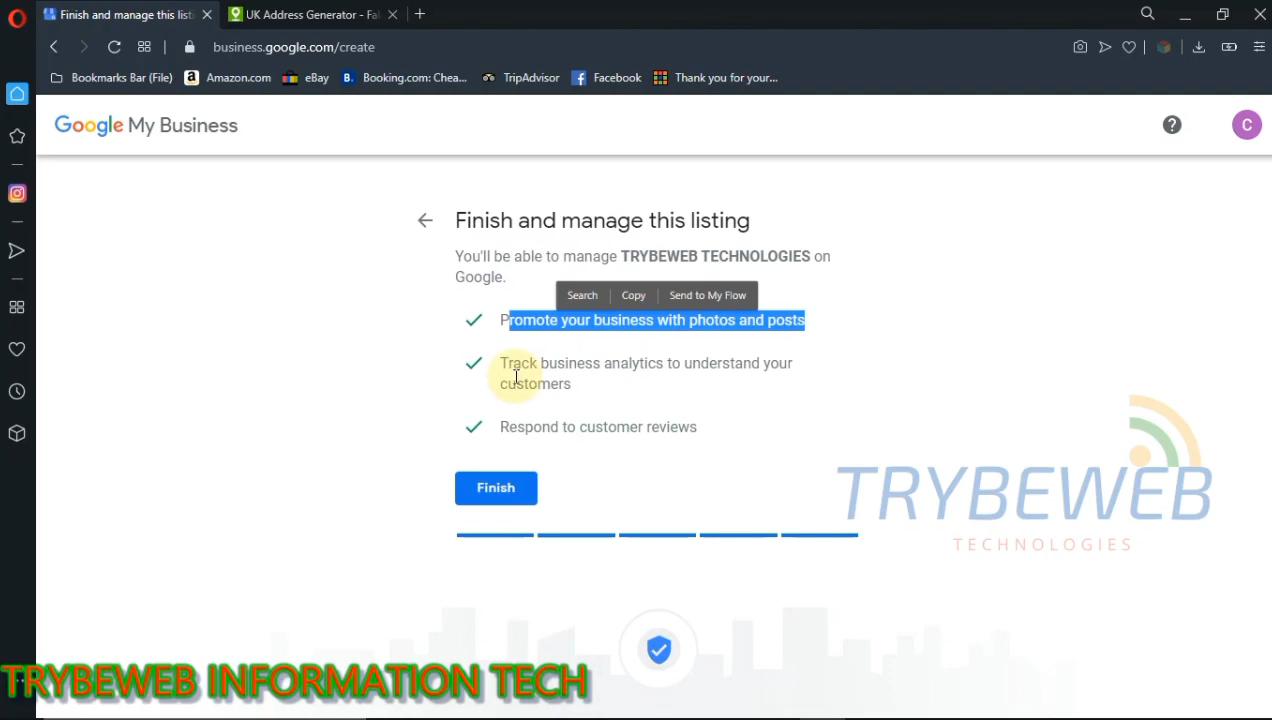 Finish and manage this listi
UK Address Generator - Fa
business.google.com/create
Bookmarks Bar (File)
Amazon.com
eBay
B. Booking.com: Chea...
TripAdvisor
Facebook
Thank you for your...
Google My Business
C
Finish and manage this listing
You'll be able to manage TRYBEWEB TECHNOLOGIES on
Google.
Search
Copy
Send to My Flow
Promote your business with photos and posts
Track business analytics to understand your
customers
Respond to customer reviews
Finish
TRYBEWEB
TECHNOLOGIES
TRYBEWEB INFORMATION TECH